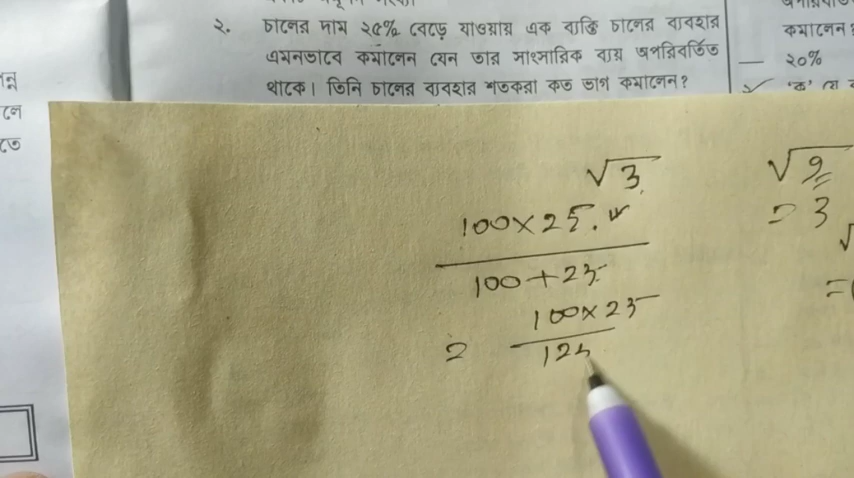 ২. চালের দাম ২৫% বেড়ে যাওয়ায় এক ব্যক্তি চালের ব্যবহার
এমনভাবে কমালেন যেন তার সাংসারিক ব্যয় অপরিবর্তিত
থাকে। তিনি চালের ব্যবহার শতকরা কত ভাগ কমালেন?
কমালেন?
— ২০%
'ক'
√3
100×25
100+25
= 100×25
125
√9
= 3